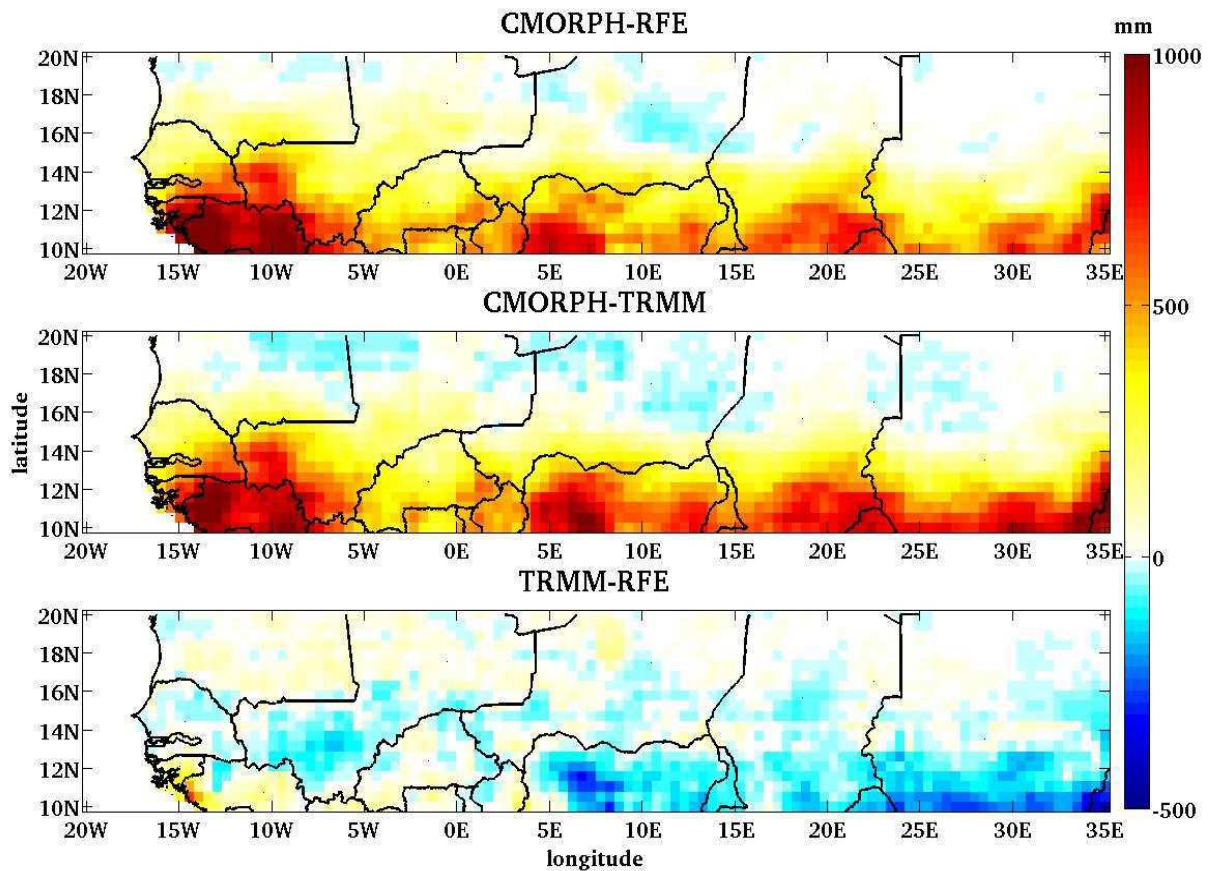 CMORPH-RFE
mm
20N
18N
16N
14N
12N
10N
20W 15W 10W 5W 0E 5E 10E 15E 20E 25E 30E 35E
1000
500
0
-500
CMORPH-TRMM
latitude
20N
18N
16N
14N
12N
10N
20W 15W 10W 5W 0E 5E 10E 15E 20E 25E 30E 35E
TRMM-RFE
20N
18N
16N
14N
12N
10N
20W 15W 10W 5W 0E 5E 10E 15E 20E 25E 30E 35E
longitude